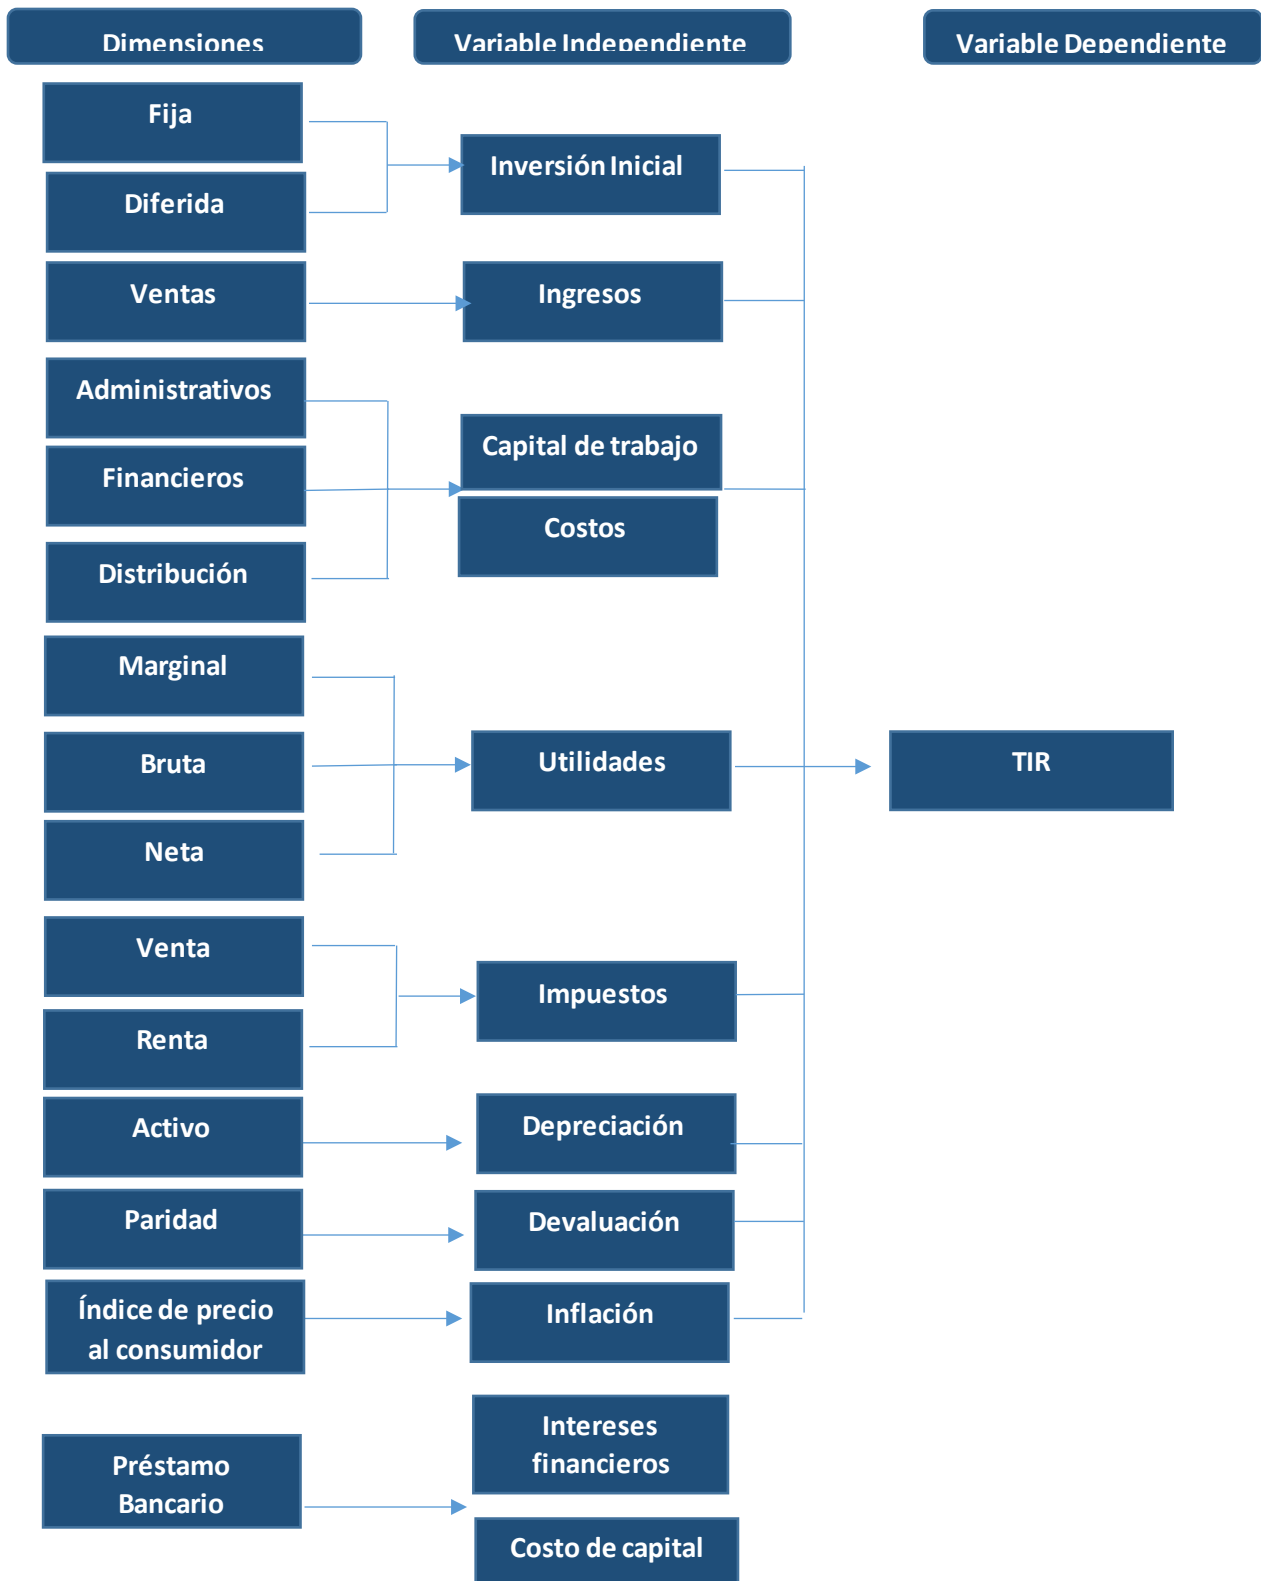 Dimensiones
Variable Independiente
Variable Dependiente
Fija
Diferida
Inversión Inicial
Ventas
Ingresos
Administrativos
Financieros
Distribución
Capital de trabajo
Costos
Marginal
Bruta
Neta
Utilidades
TIR
Venta
Renta
Impuestos
Activo
Depreciación
Paridad
Devaluación
Índice de precio
al consumidor
Inflación
Préstamo
Bancario
Intereses
financieros
Costo de capital